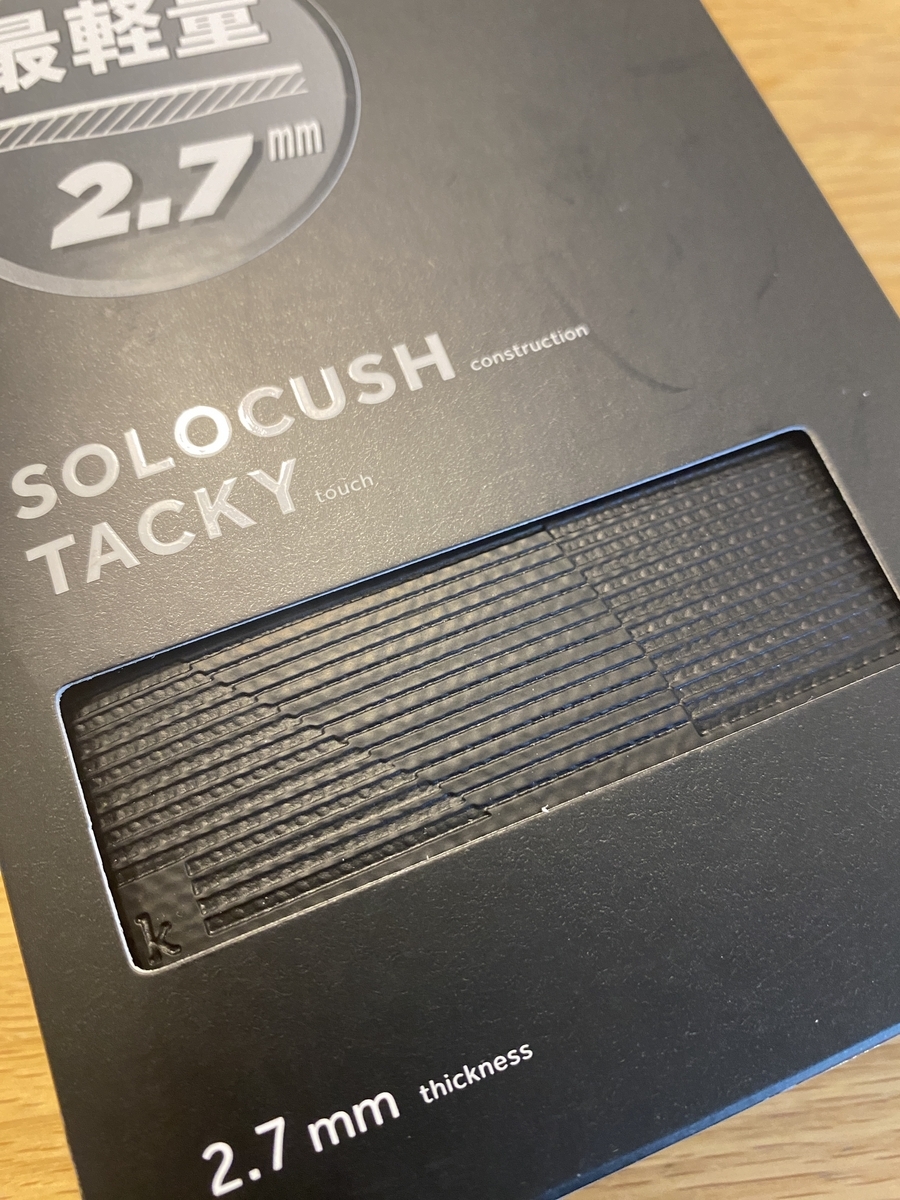 最軽量
2.7mm
SOLOCUSH construction
TACKY touch
k
2.7 mm thickness